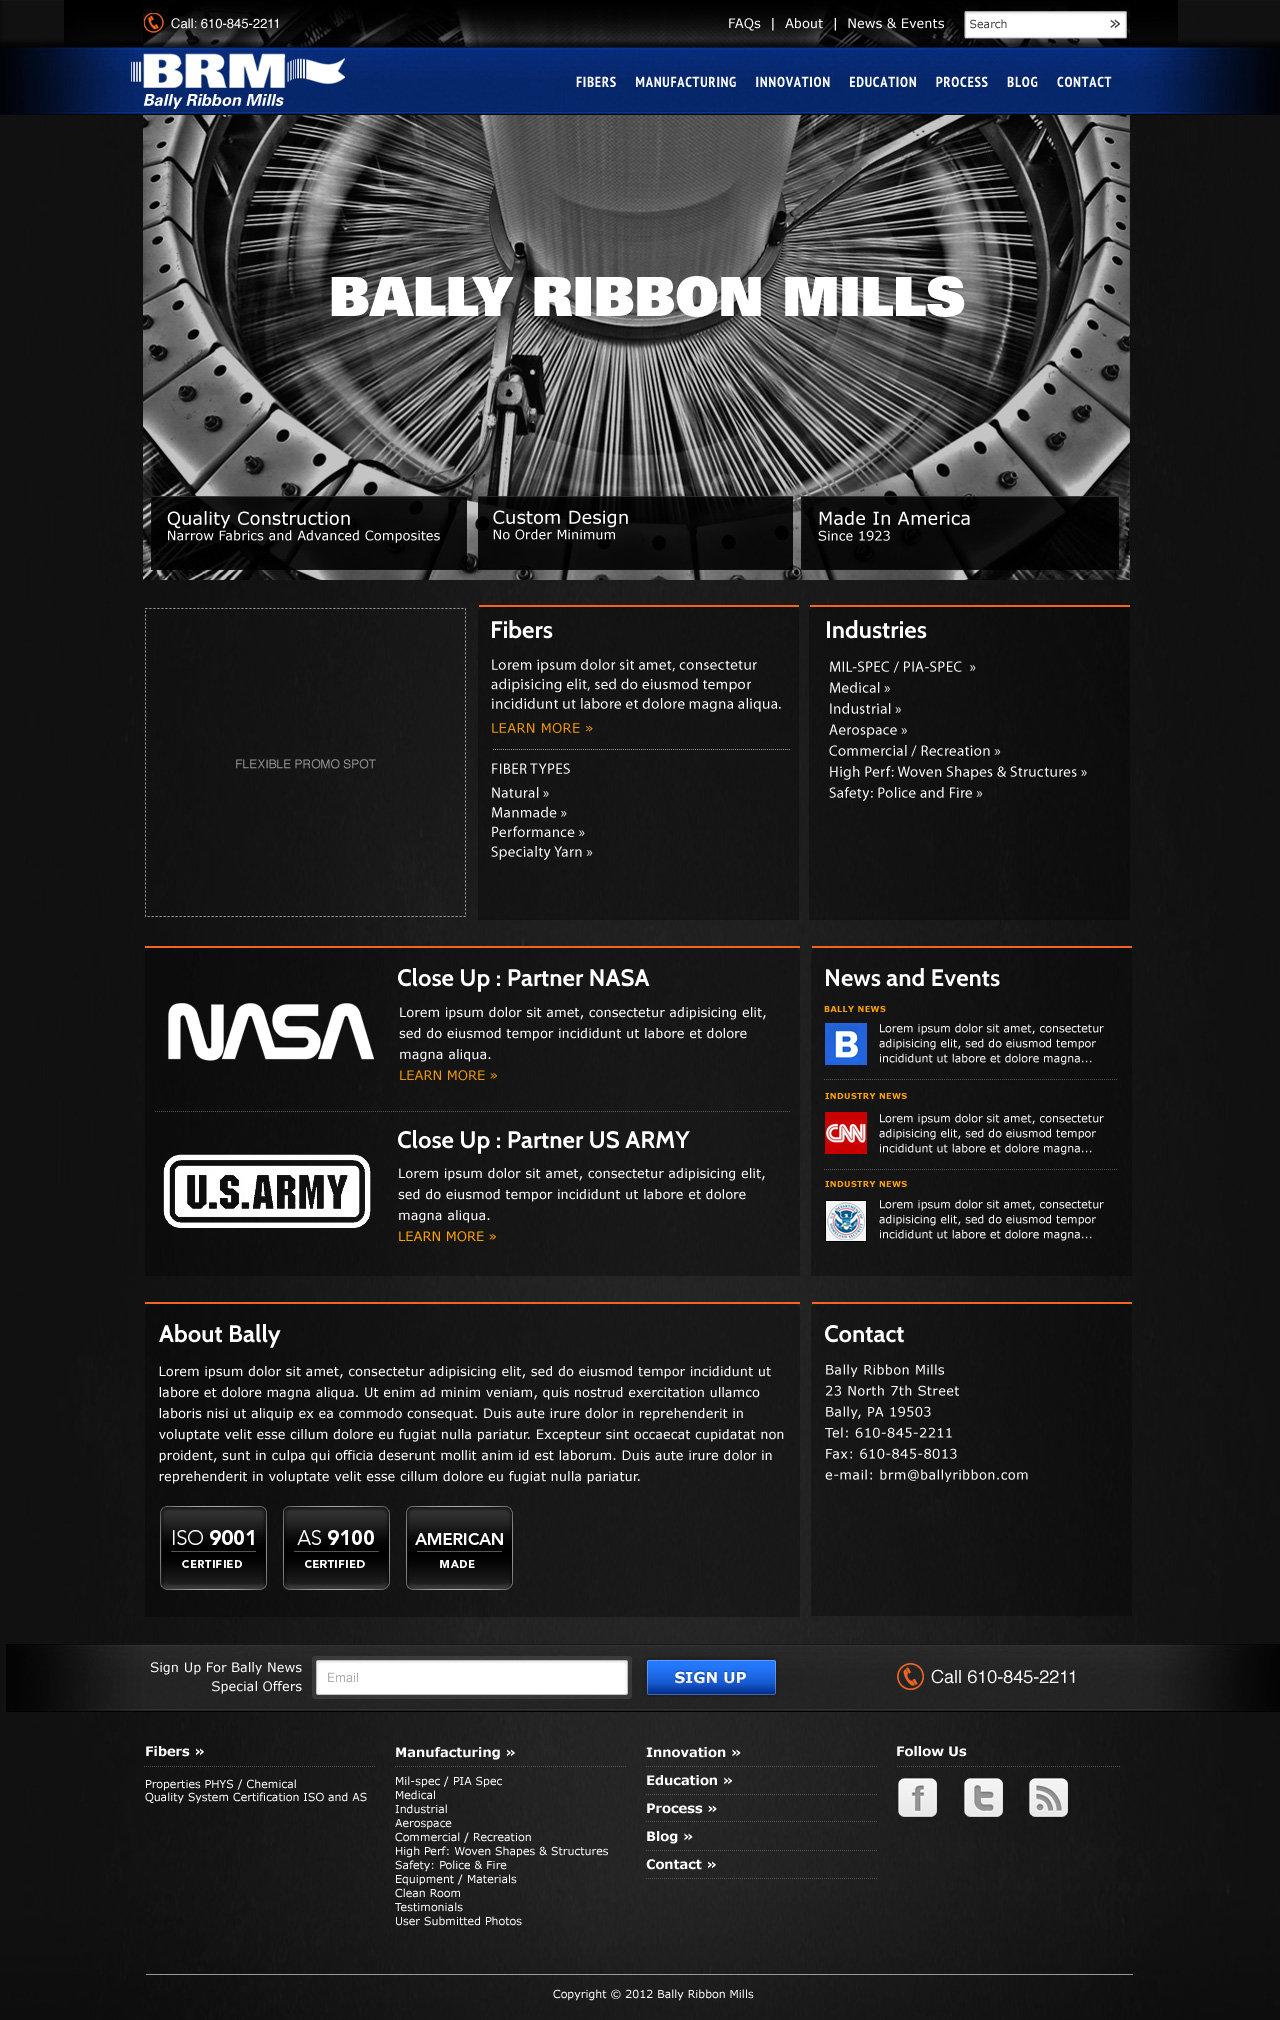 Call: 610-845-2211
FAQs | About | News & Events
Search »
BRM
Bally Ribbon Mills
FIBERS MANUFACTURING INNOVATION EDUCATION PROCESS BLOG CONTACT
BALLY RIBBON MILLS
Quality Construction
Narrow Fabrics and Advanced Composites
Custom Design
No Order Minimum
Made In America
Since 1923
FLEXIBLE PROMO SPOT
Fibers
Lorem ipsum dolor sit amet, consectetur
adipisicing elit, sed do eiusmod tempor
incididunt ut labore et dolore magna aliqua.
LEARN MORE »
FIBER TYPES
Natural »
Manmade »
Performance »
Specialty Yarn »
Industries
MIL-SPEC / PIA-SPEC »
Medical »
Industrial »
Aerospace »
Commercial / Recreation »
High Perf: Woven Shapes & Structures »
Safety: Police and Fire »
NASA
Close Up : Partner NASA
Lorem ipsum dolor sit amet, consectetur adipisicing elit,
sed do eiusmod tempor incididunt ut labore et dolore
magna aliqua.
LEARN MORE »
U.S.ARMY
Close Up : Partner US ARMY
Lorem ipsum dolor sit amet, consectetur adipisicing elit,
sed do eiusmod tempor incididunt ut labore et dolore
magna aliqua.
LEARN MORE »
News and Events
BALLY NEWS
B
Lorem ipsum dolor sit amet, consectetur
adipisicing elit, sed do eiusmod tempor
incididunt ut labore et dolore magna...
INDUSTRY NEWS
CNN
Lorem ipsum dolor sit amet, consectetur
adipisicing elit, sed do eiusmod tempor
incididunt ut labore et dolore magna...
INDUSTRY NEWS
Lorem ipsum dolor sit amet, consectetur
adipisicing elit, sed do eiusmod tempor
incididunt ut labore et dolore magna...
About Bally
Lorem ipsum dolor sit amet, consectetur adipisicing elit, sed do eiusmod tempor incididunt ut
labore et dolore magna aliqua. Ut enim ad minim veniam, quis nostrud exercitation ullamco
laboris nisi ut aliquip ex ea commodo consequat. Duis aute irure dolor in reprehenderit in
voluptate velit esse cillum dolore eu fugiat nulla pariatur. Excepteur sint occaecat cupidatat non
proident, sunt in culpa qui officia deserunt mollit anim id est laborum. Duis aute irure dolor in
reprehenderit in voluptate velit esse cillum dolore eu fugiat nulla pariatur.
ISO 9001
CERTIFIED
AS 9100
CERTIFIED
AMERICAN
MADE
Contact
Bally Ribbon Mills
23 North 7th Street
Bally, PA 19503
Tel: 610-845-2211
Fax: 610-845-8013
e-mail: brm@ballyribbon.com
Sign Up For Bally News
Special Offers
Email
SIGN UP
Call 610-845-2211
Fibers »
Properties PHYS / Chemical
Quality System Certification ISO and AS
Manufacturing »
Mil-spec / PIA Spec
Medical
Industrial
Aerospace
Commercial / Recreation
High Perf: Woven Shapes & Structures
Safety: Police & Fire
Equipment / Materials
Clean Room
Testimonials
User Submitted Photos
Innovation »
Education »
Process »
Blog »
Contact »
Follow Us
f
t
Copyright © 2012 Bally Ribbon Mills